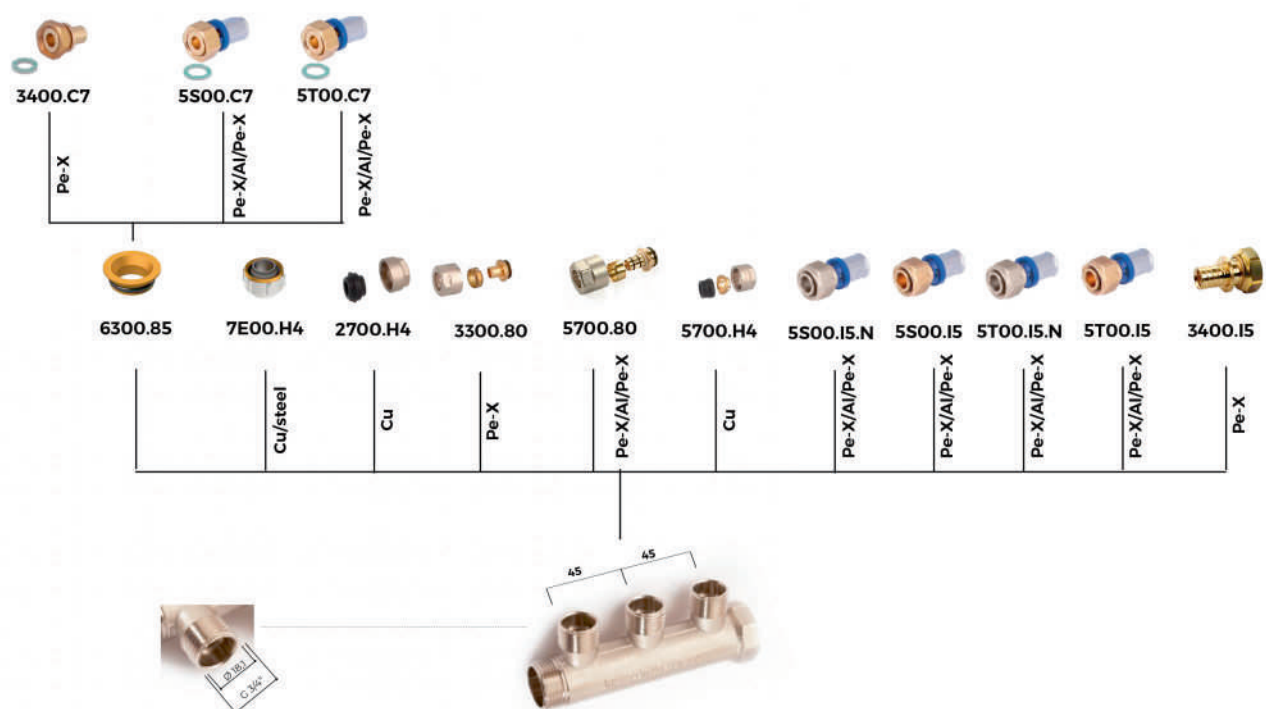 3400.C7
5S00.C7
5T00.C7
Pe-X
Pe-X/Al/Pe-X
Pe-X/Al/Pe-X
6300.85
7E00.H4
2700.H4
3300.80
5700.80
5700.H4
5S00.I5.N
5S00.I5
5T00.I5.N
5T00.I5
3400.I5
Cu/steel
Cu
Pe-X
Pe-X/Al/Pe-X
Cu
Pe-X/Al/Pe-X
Pe-X/Al/Pe-X
Pe-X/Al/Pe-X
Pe-X/Al/Pe-X
Pe-X
45
45
Ø 18,1
G 3/4"